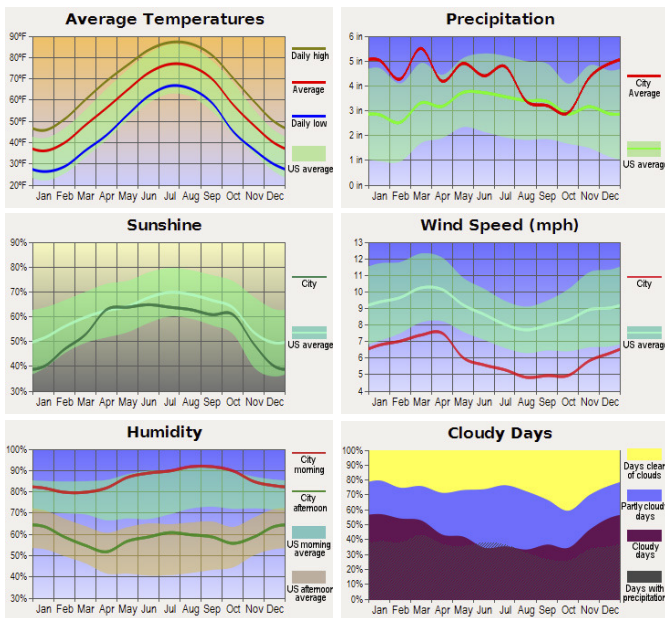 Average Temperatures
90°F
80°F
70°F
60°F
50°F
40°F
30°F
20°F
Jan Feb Mar Apr May Jun Jul Aug Sep Oct Nov Dec
Daily high
Average
Daily low
US average
Precipitation
6 in
5 in
4 in
3 in
2 in
1 in
0 in
Jan Feb Mar Apr May Jun Jul Aug Sep Oct Nov Dec
City
Average
US average
Sunshine
90%
80%
70%
60%
50%
40%
30%
Jan Feb Mar Apr May Jun Jul Aug Sep Oct Nov Dec
City
US average
Wind Speed (mph)
13
12
11
10
9
8
7
6
5
4
Jan Feb Mar Apr May Jun Jul Aug Sep Oct Nov Dec
City
US average
Humidity
100%
90%
80%
70%
60%
50%
40%
30%
Jan Feb Mar Apr May Jun Jul Aug Sep Oct Nov Dec
City
morning
City
afternoon
US morning
average
US afternoon
average
Cloudy Days
100%
90%
80%
70%
60%
50%
40%
30%
20%
10%
0%
Jan Feb Mar Apr May Jun Jul Aug Sep Oct Nov Dec
Days clear
of clouds
Partly cloudy
days
Cloudy
days
Days with
precipitation